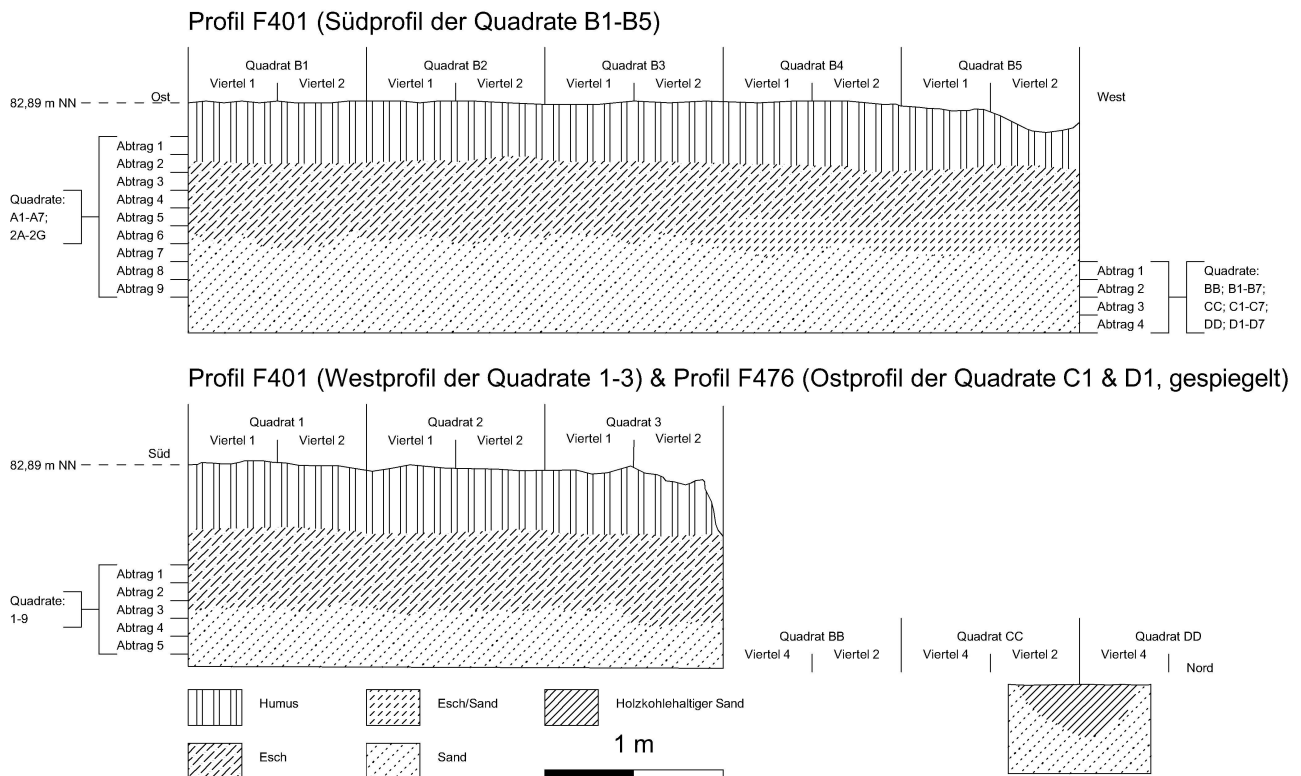 Profil F401 (Südprofil der Quadrate B1-B5)
Quadrat B1 Quadrat B2 Quadrat B3 Quadrat B4 Quadrat B5
Viertel 1 Viertel 2 Viertel 1 Viertel 2 Viertel 1 Viertel 2 Viertel 1 Viertel 2 Viertel 1 Viertel 2
82,89 m NN Ost West
Abtrag 1
Abtrag 2
Abtrag 3
Abtrag 4
Abtrag 5
Abtrag 6
Abtrag 7
Abtrag 8
Abtrag 9
Quadrate:
A1-A7;
2A-2G
Abtrag 1
Abtrag 2
Abtrag 3
Abtrag 4
Quadrate:
BB; B1-B7;
CC; C1-C7;
DD; D1-D7
Profil F401 (Westprofil der Quadrate 1-3) & Profil F476 (Ostprofil der Quadrate C1 & D1, gespiegelt)
Quadrat 1 Quadrat 2 Quadrat 3
Viertel 1 Viertel 2 Viertel 1 Viertel 2 Viertel 1 Viertel 2
82,89 m NN Süd
Abtrag 1
Abtrag 2
Abtrag 3
Abtrag 4
Abtrag 5
Quadrate:
1-9
Quadrat BB Quadrat CC Quadrat DD
Viertel 4 Viertel 2 Viertel 4 Viertel 2 Viertel 4
Nord
Humus Esch/Sand Holzkohlehaltiger Sand
Esch Sand
1 m